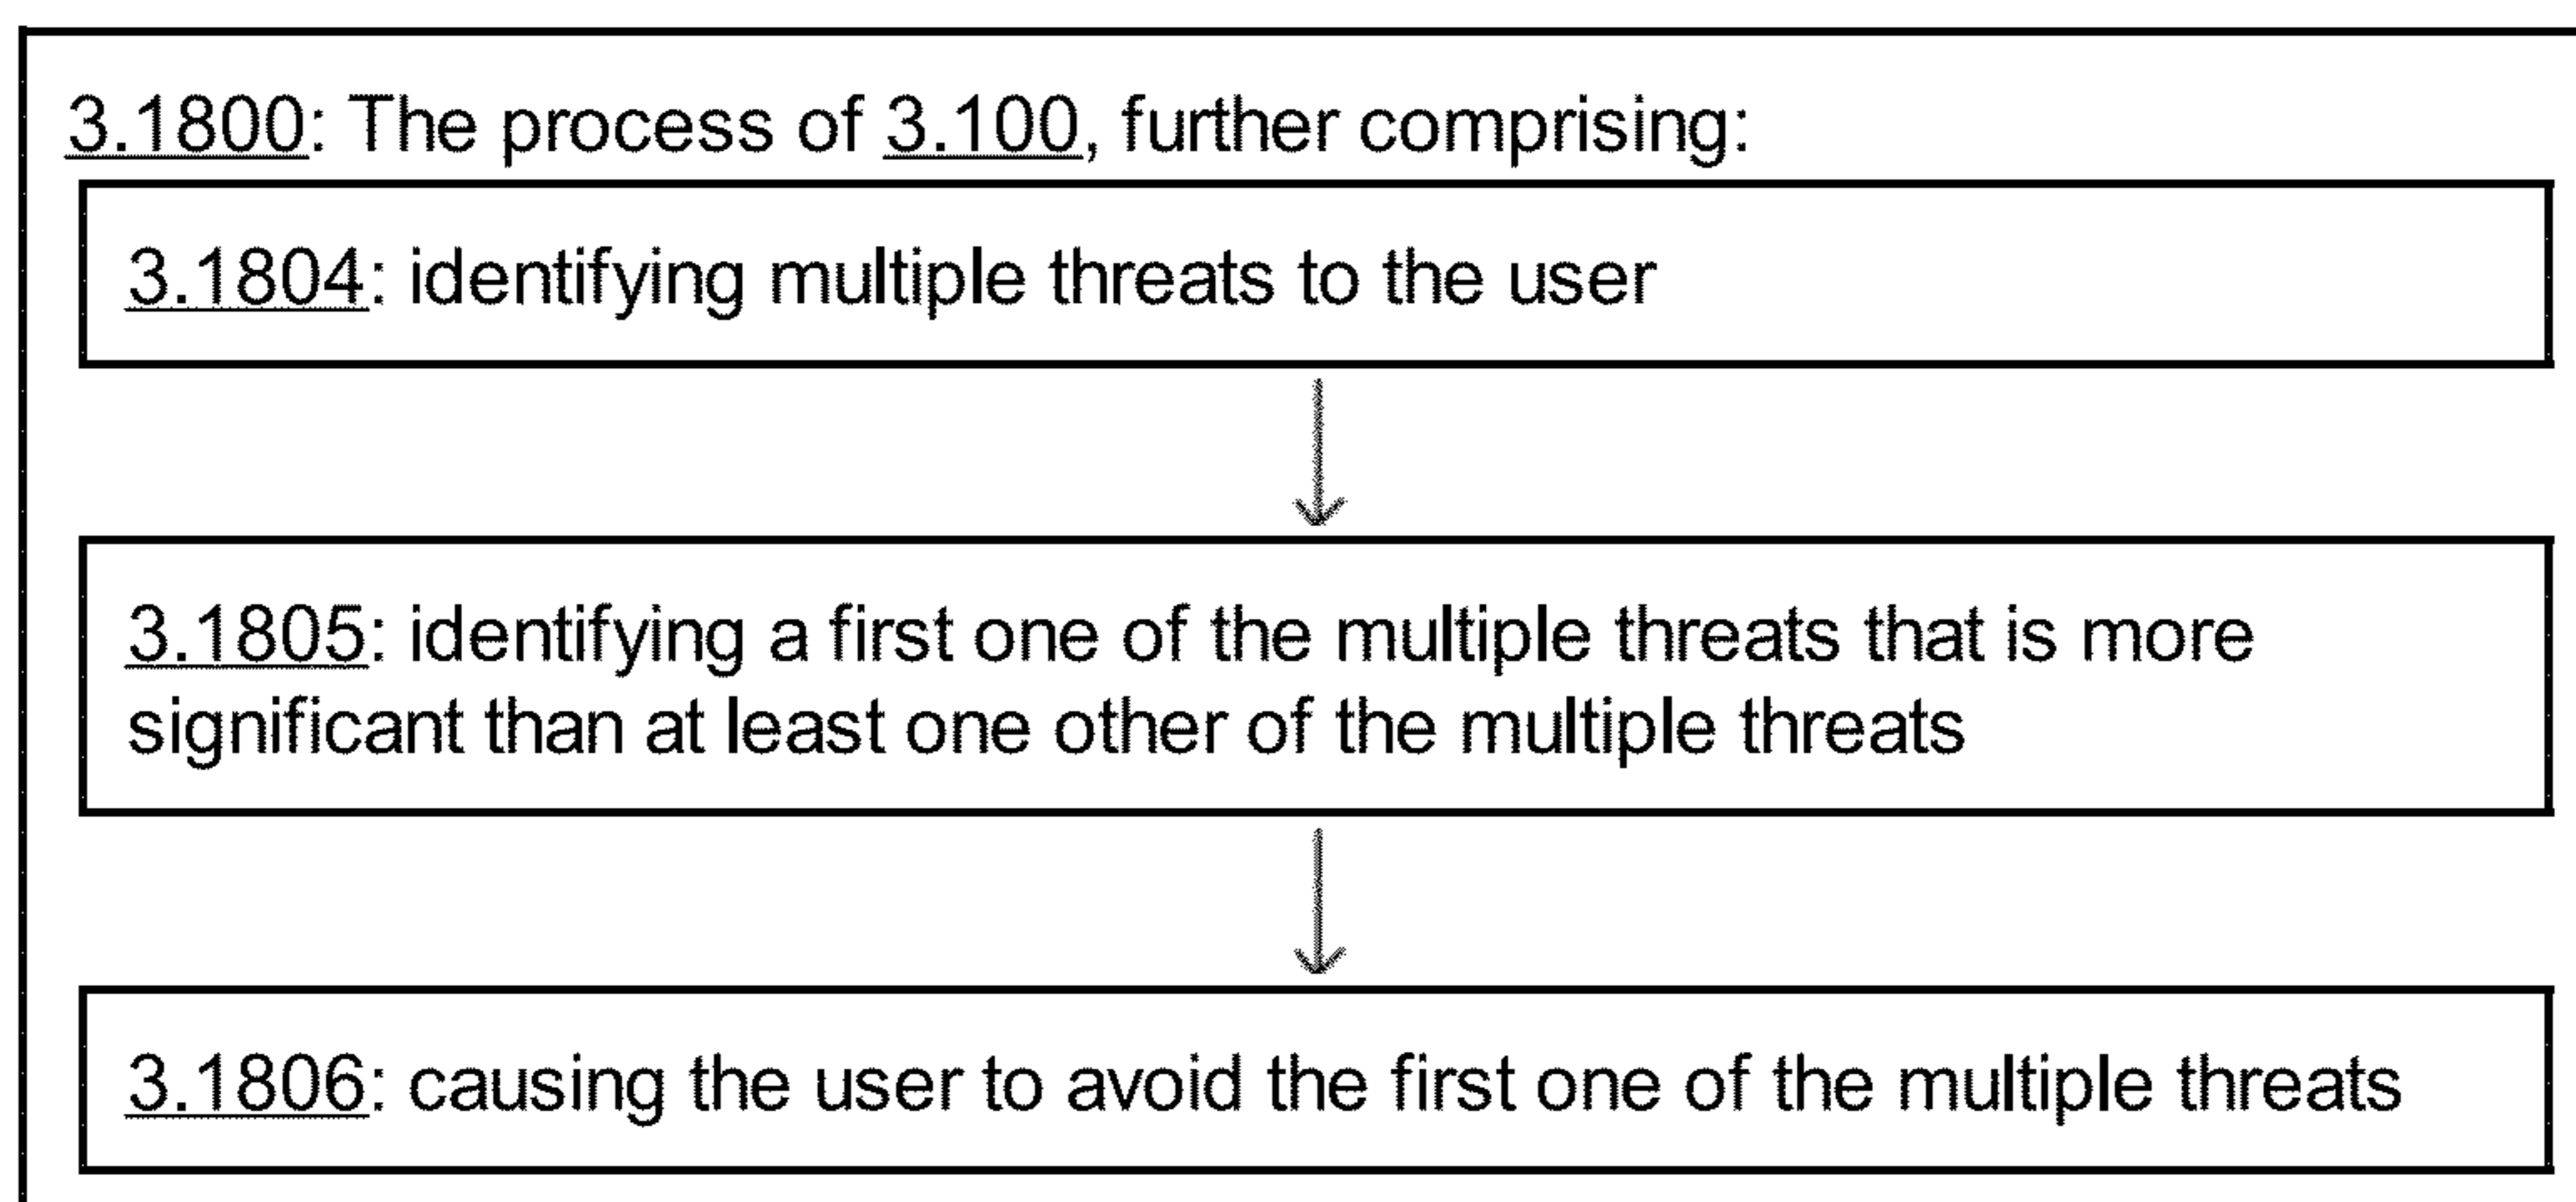 3.1800: The process of 3.100, further comprising:
3.1804: identifying multiple threats to the user
3.1805: identifying a first one of the multiple threats that is more
significant than at least one other of the multiple threats
3.1806: causing the user to avoid the first one of the multiple threats